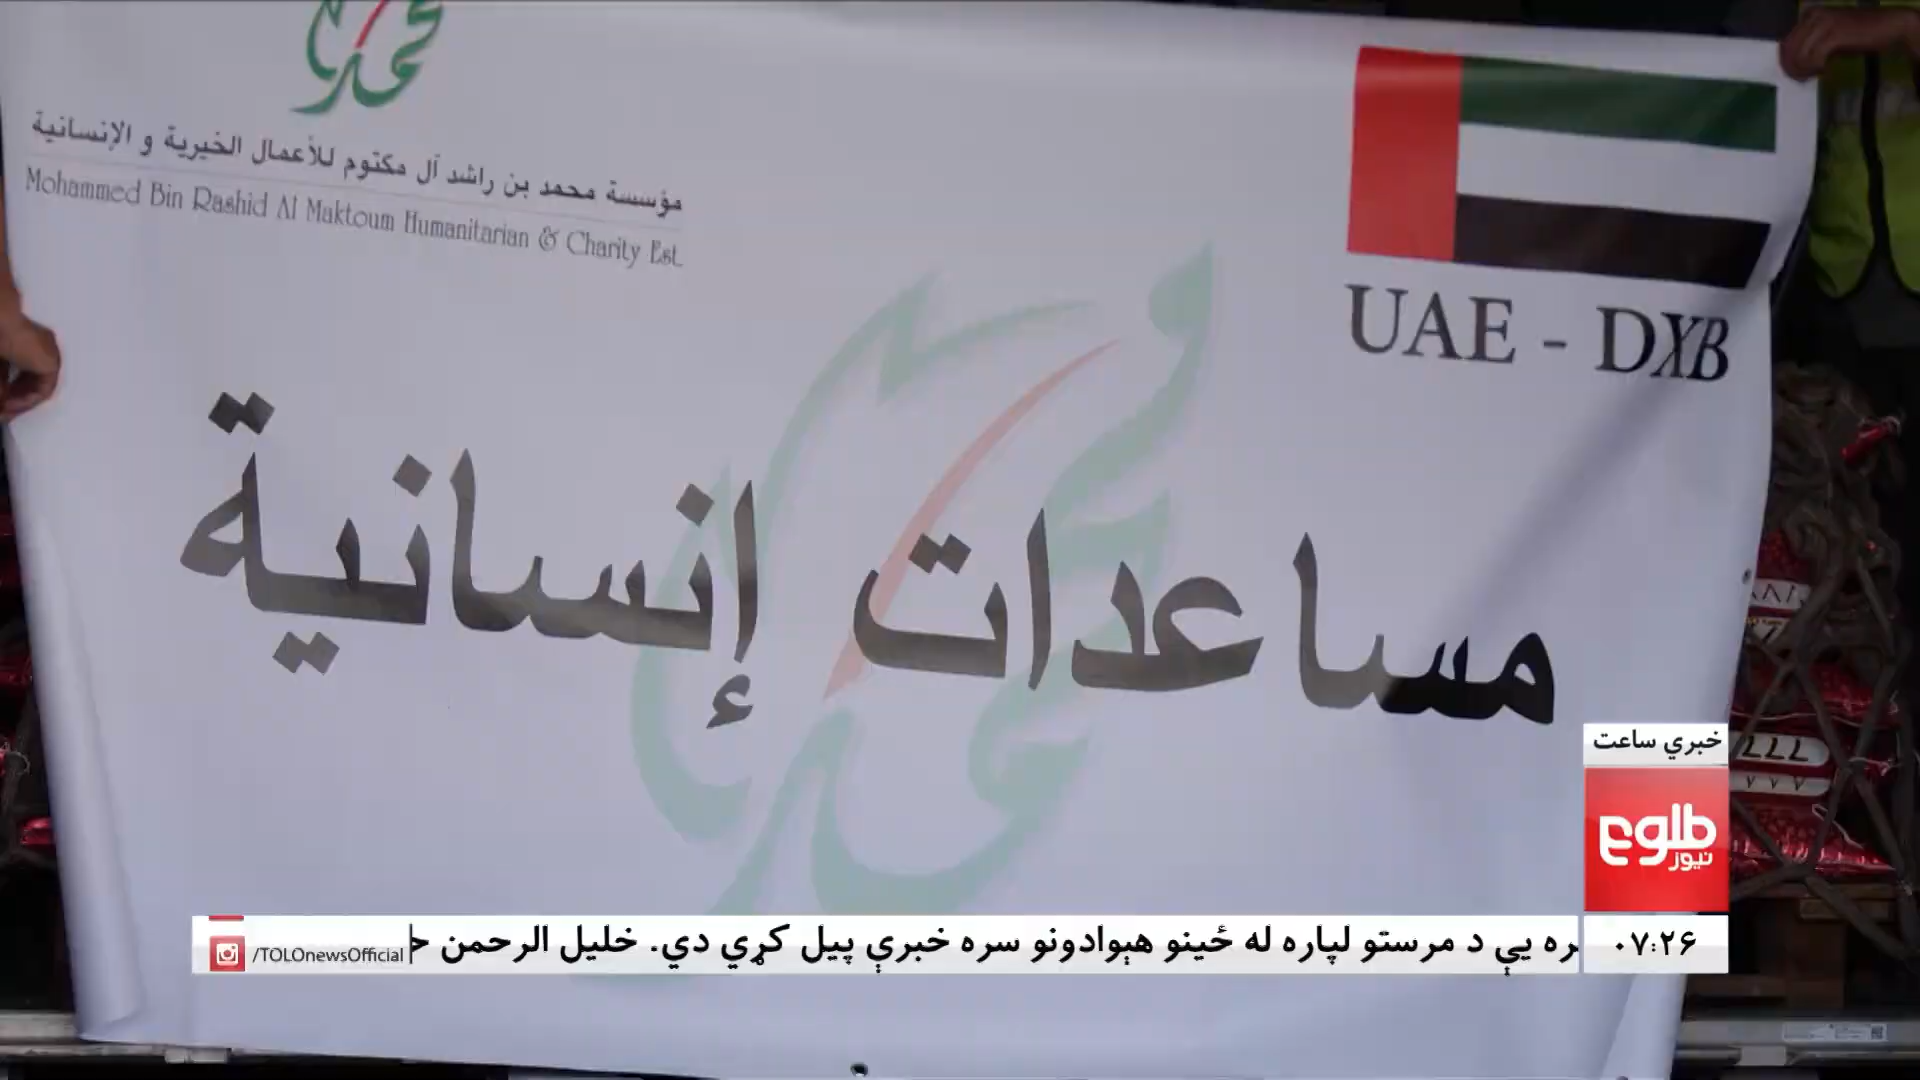 مؤسسة محمد بن راشد آل مكتوم للأعمال الخيرية و الإنسانية
Mohammed Bin Rashid Al Maktoum Humanitarian & Charity Est.
UAE - DXB
مساعدات إنسانية
خبري ساعت
طلوع
نیوز
ره یې د مرستو لپاره له ځينو هېوادونو سره خبرې پيل کړې دي. خليل الرحمن
/TOLOnewsOfficial
۰۷:۲۶